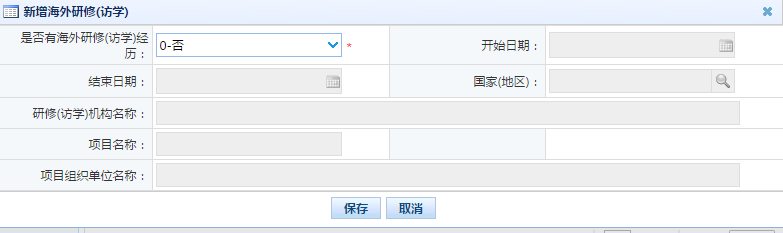 新增海外研修(访学)
是否有海外研修(访学)经
历：
0-否
*
开始日期：
结束日期：
国家(地区)：
研修(访学)机构名称：
项目名称：
项目组织单位名称：
保存
取消